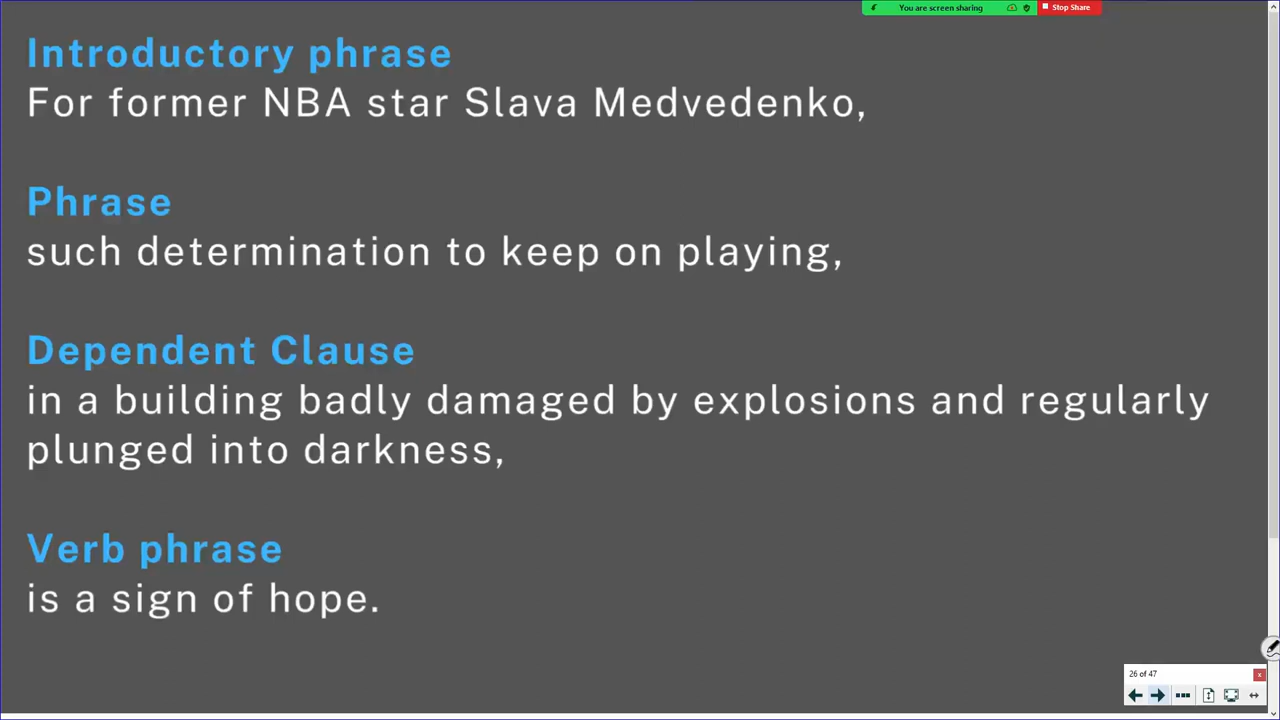 You are screen sharing
Stop Share
Introductory phrase
For former NBA star Slava Medvedenko,
Phrase
such determination to keep on playing,
Dependent Clause
in a building badly damaged by explosions and regularly
plunged into darkness,
Verb phrase
is a sign of hope.
26 of 47
x